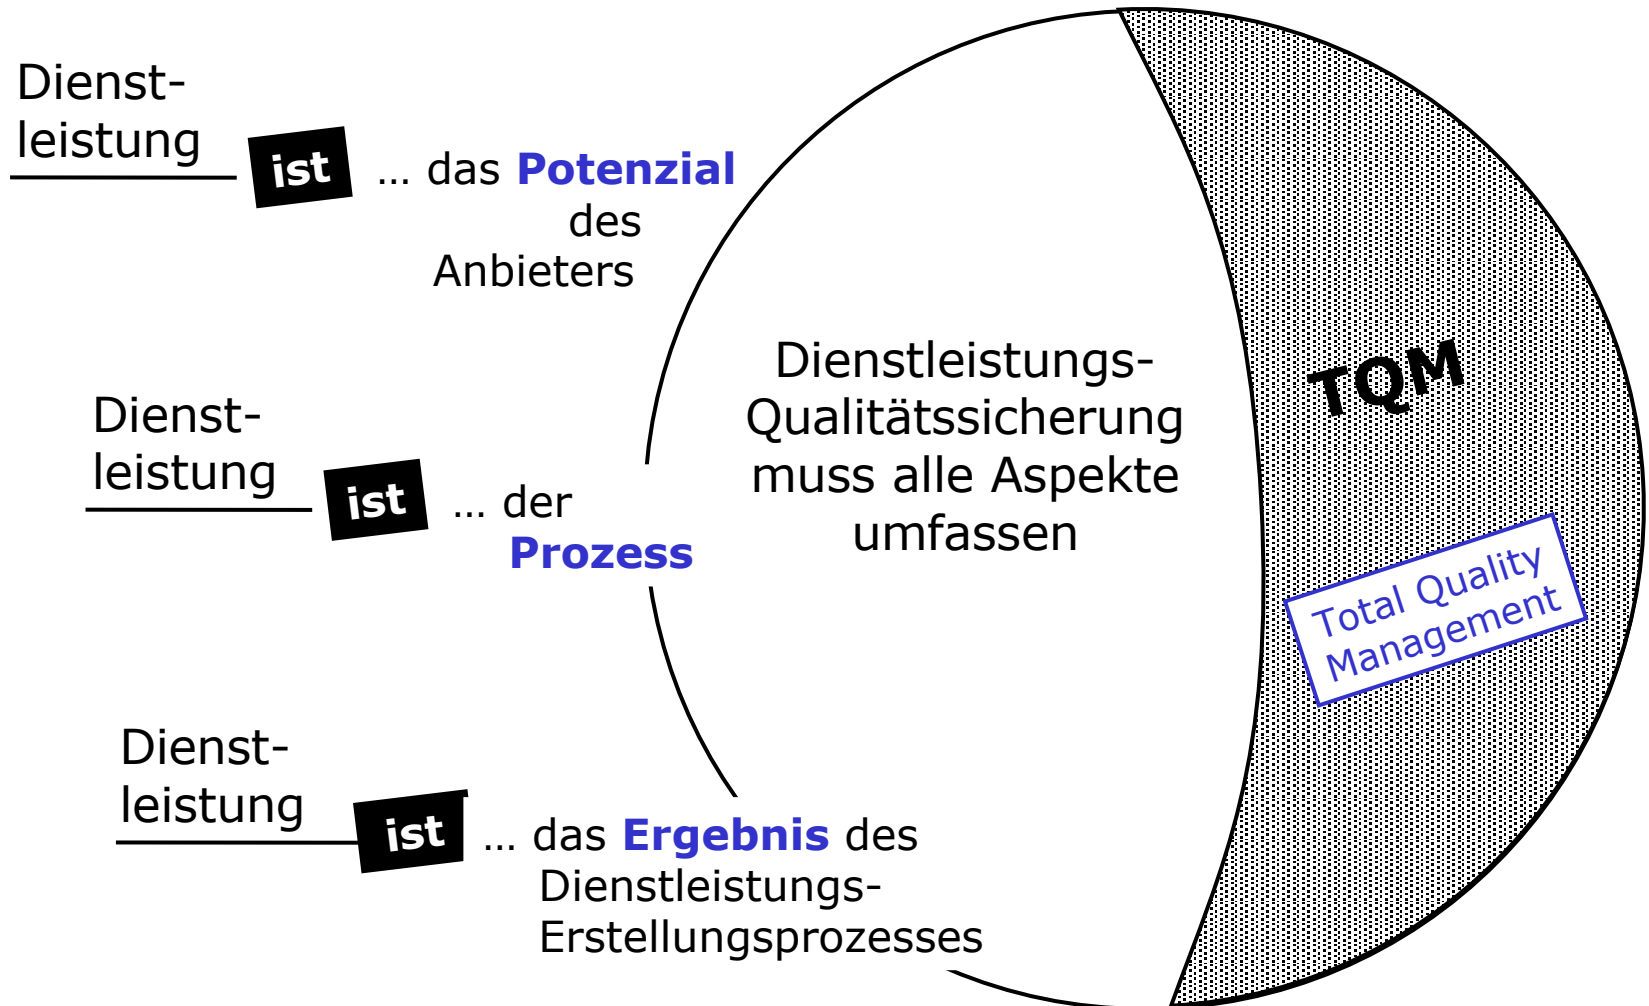 Dienst-
leistung
ist
... das Potenzial
des
Anbieters
Dienst-
leistung
ist
... der
Prozess
Dienst-
leistung
ist
... das Ergebnis des
Dienstleistungs-
Erstellungsprozesses
Dienstleistungs-
Qualitätssicherung
muss alle Aspekte
umfassen
TQM
Total Quality
Management